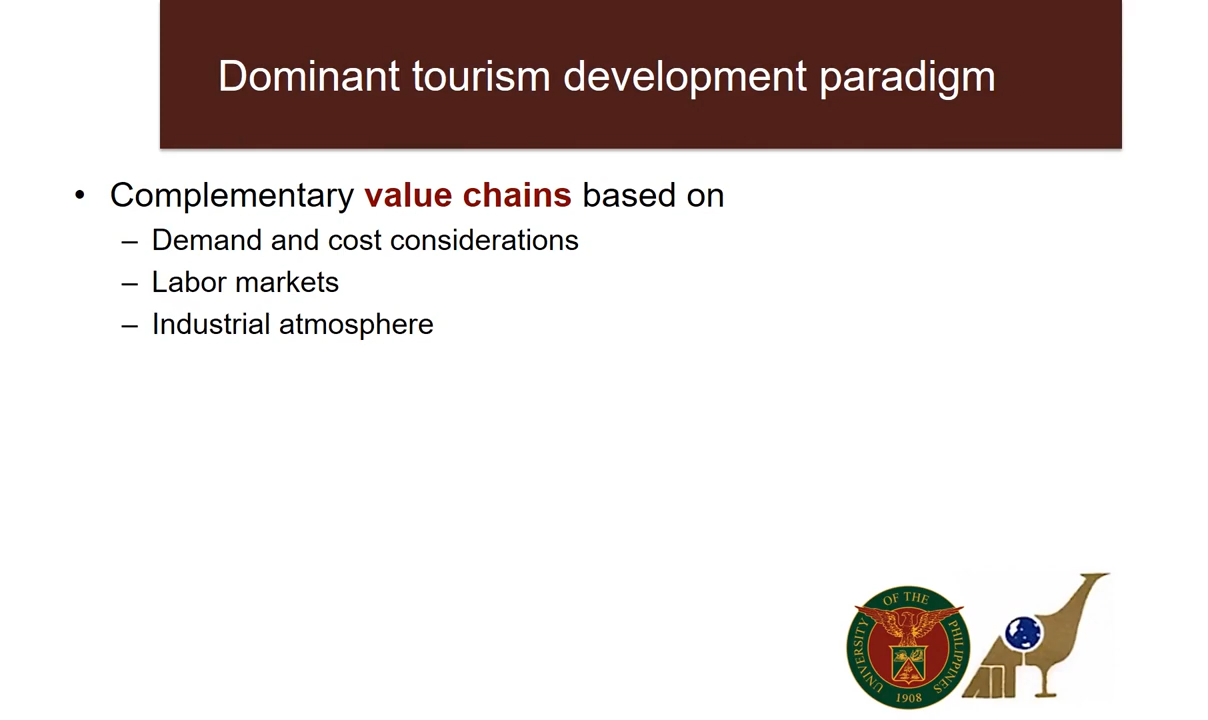 Dominant tourism development paradigm
• Complementary value chains based on
– Demand and cost considerations
– Labor markets
– Industrial atmosphere
UNIVERSITY OF THE PHILIPPINES
1908
AIT